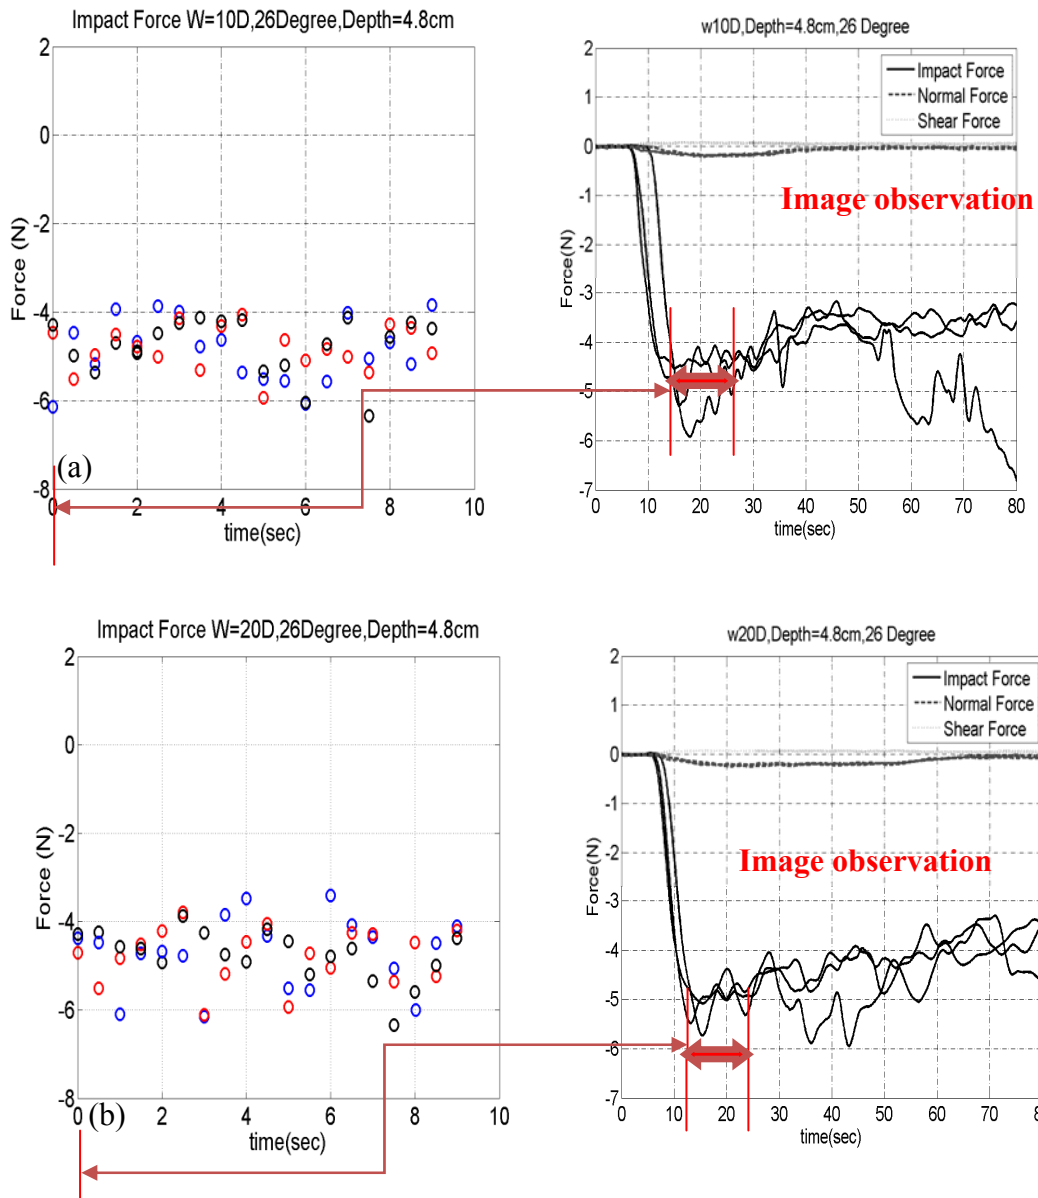 Impact Force W=10D,26Degree,Depth=4.8cm
2
0
-2
-4
-6
-8
Force (N)
(a)
0 2 4 6 8 10
time(sec)
w10D,Depth=4.8cm,26 Degree
2
1
0
-1
-2
-3
-4
-5
-6
-7
Force(N)
Impact Force
Normal Force
Shear Force
Image observation
0 10 20 30 40 50 60 70 80
time(sec)
Impact Force W=20D,26Degree,Depth=4.8cm
2
0
-2
-4
-6
-8
Force (N)
(b)
0 2 4 6 8 10
time(sec)
w20D,Depth=4.8cm,26 Degree
2
1
0
-1
-2
-3
-4
-5
-6
-7
Force(N)
Impact Force
Normal Force
Shear Force
Image observation
0 10 20 30 40 50 60 70 80
time(sec)